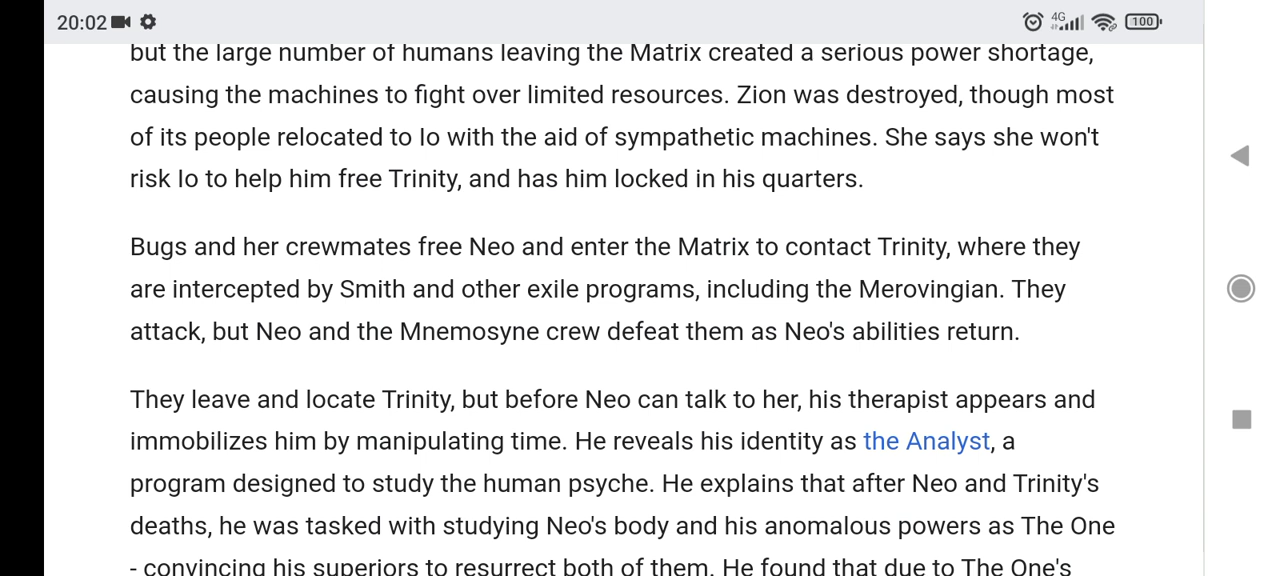 20:02
4G
100
but the large number of humans leaving the Matrix created a serious power shortage,
causing the machines to fight over limited resources. Zion was destroyed, though most
of its people relocated to Io with the aid of sympathetic machines. She says she won't
risk Io to help him free Trinity, and has him locked in his quarters.
Bugs and her crewmates free Neo and enter the Matrix to contact Trinity, where they
are intercepted by Smith and other exile programs, including the Merovingian. They
attack, but Neo and the Mnemosyne crew defeat them as Neo's abilities return.
They leave and locate Trinity, but before Neo can talk to her, his therapist appears and
immobilizes him by manipulating time. He reveals his identity as the Analyst, a
program designed to study the human psyche. He explains that after Neo and Trinity's
deaths, he was tasked with studying Neo's body and his anomalous powers as The One
- convincing his superiors to resurrect both of them. He found that due to The One's